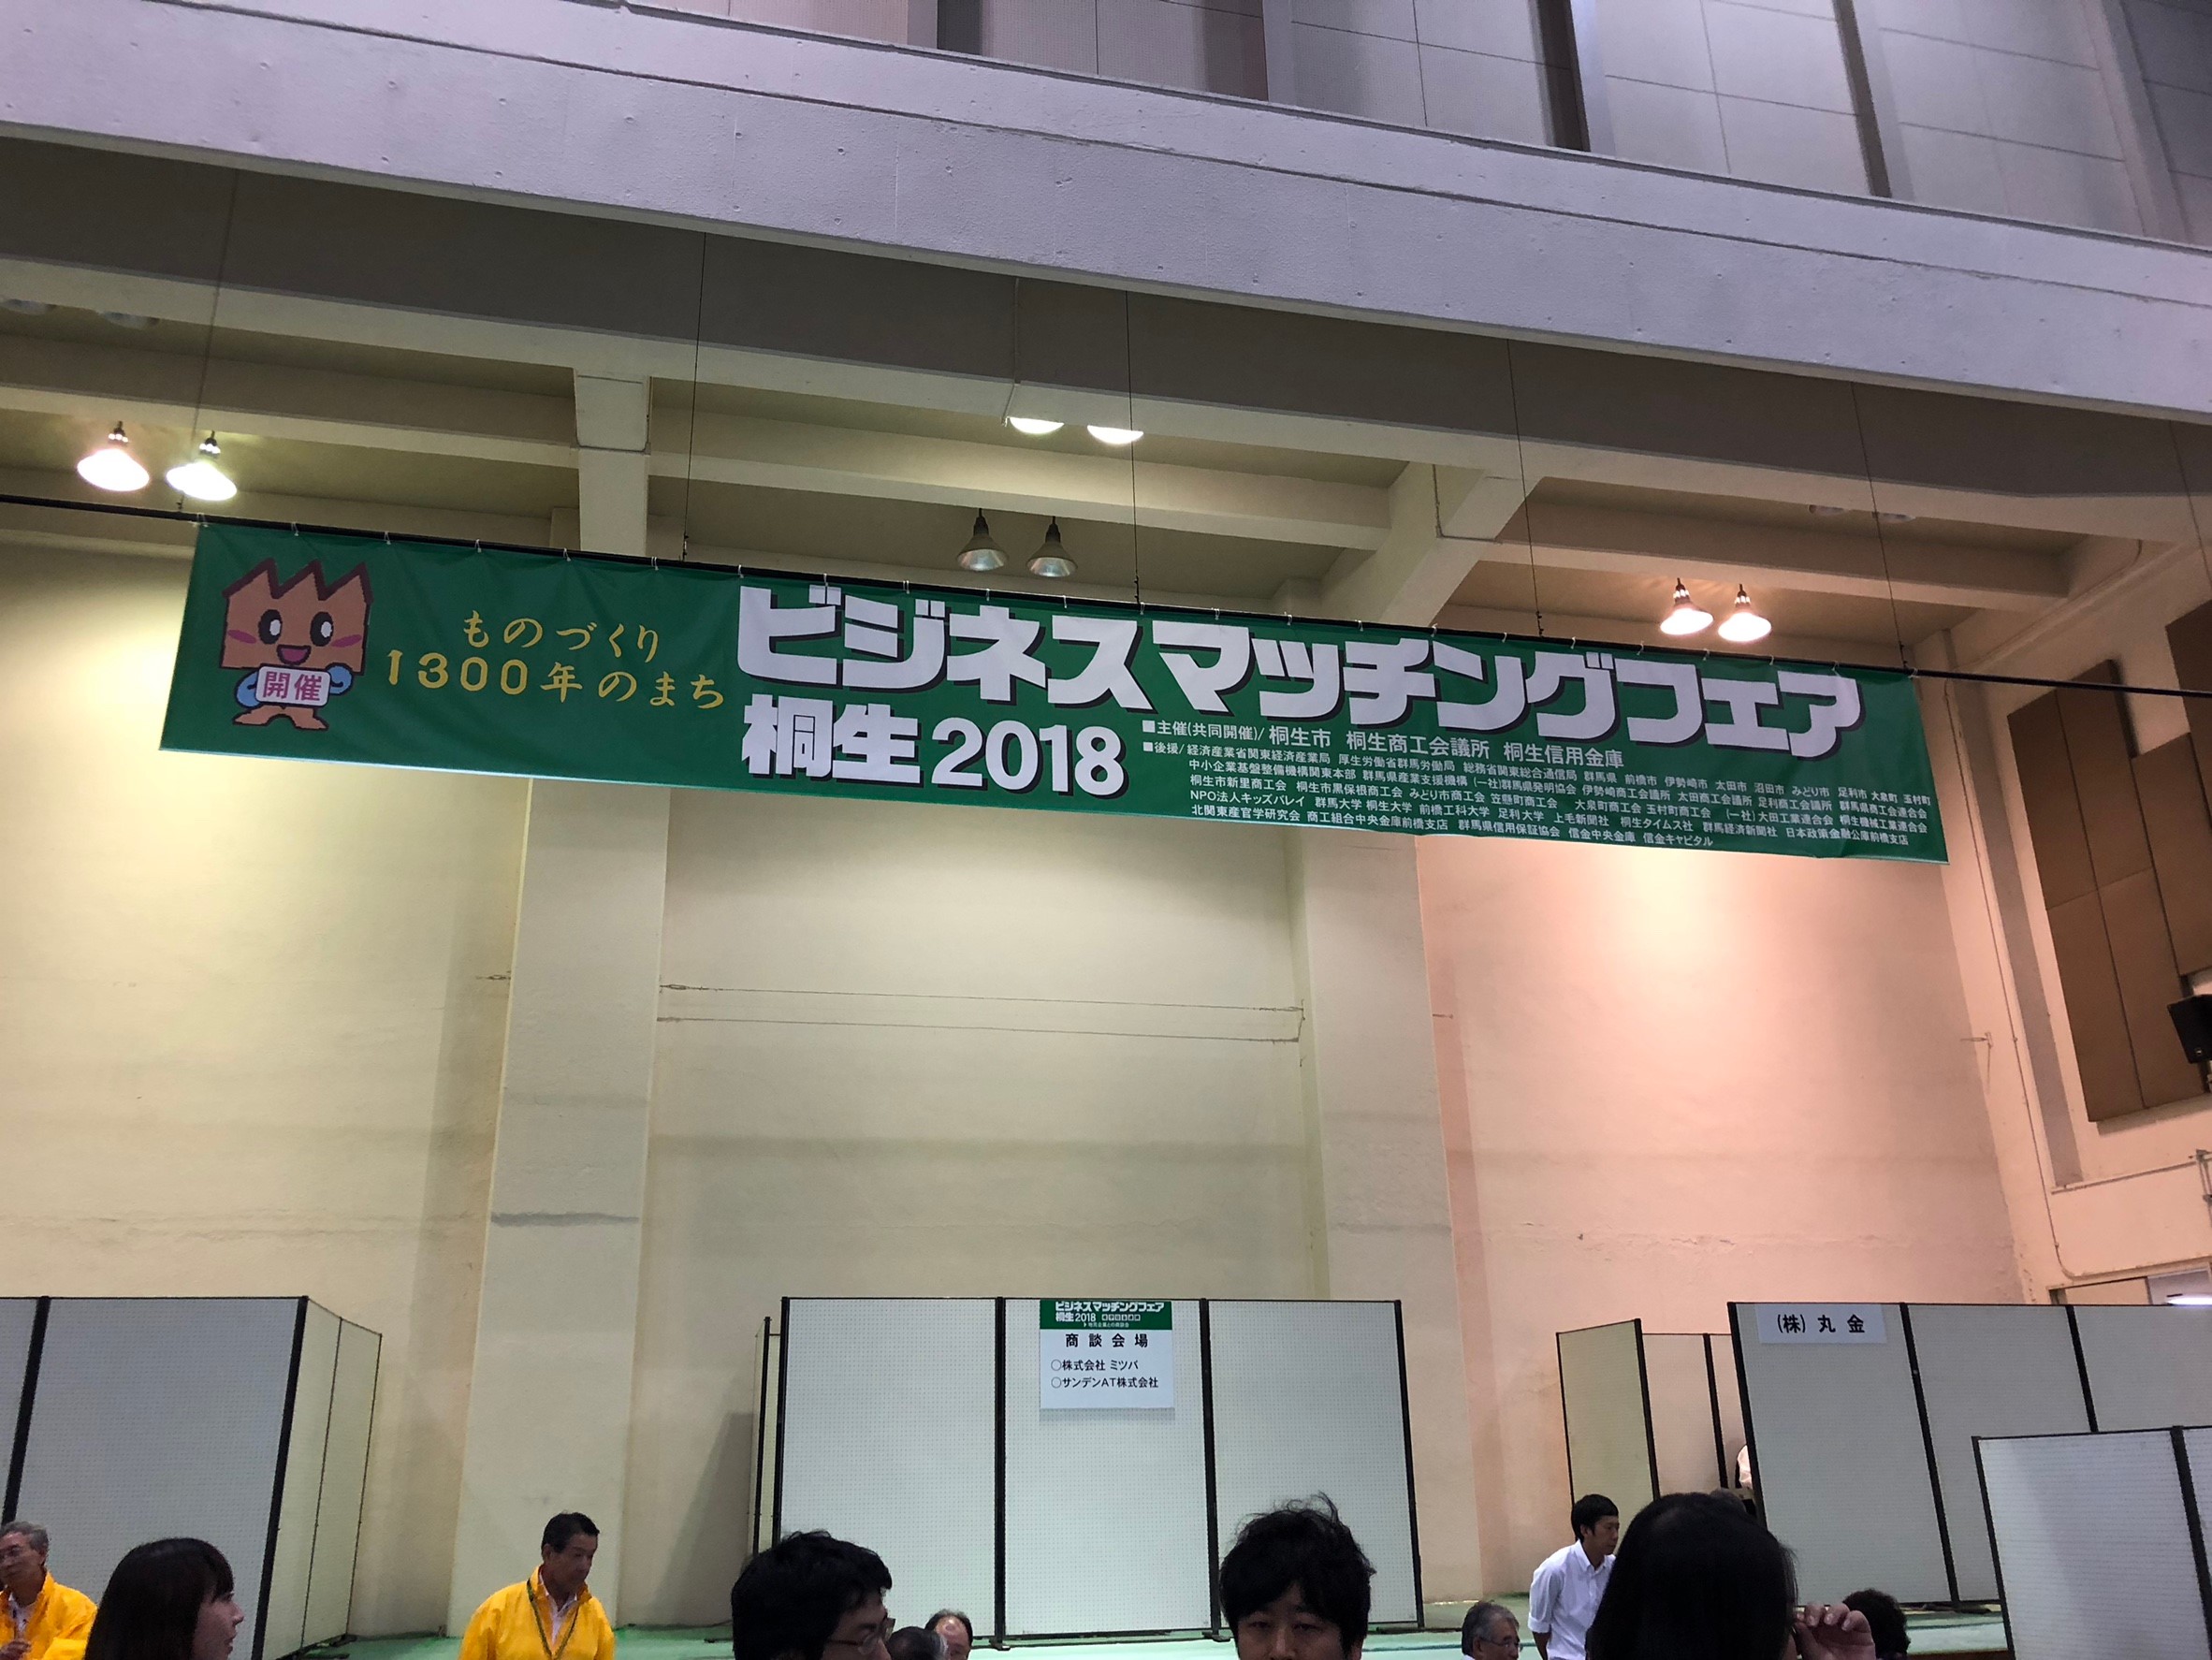 開催
ものづくり
1300年のまち
ビジネスマッチングフェア
桐生2018
■主催(共同開催)/桐生市 桐生商工会議所 桐生信用金庫
■後援/経済産業省関東経済産業局 厚生労働省群馬労働局 総務省関東総合通信局 群馬県 前橋市 伊勢崎市 太田市 沼田市 みどり市 足利市 大泉町 玉村町
中小企業基盤整備機構関東本部 群馬県産業支援機構 (一社)群馬県発明協会 伊勢崎商工会議所 太田商工会議所 足利商工会議所 群馬県商工会連合会
桐生市新里商工会 桐生市黒保根商工会 みどり市商工会 笠懸町商工会 大泉町商工会 玉村町商工会 (一社)太田工業連合会 桐生機械工業連合会
NPO法人キッズバレイ 群馬大学 桐生大学 前橋工科大学 足利大学 上毛新聞社 桐生タイムス社 群馬経済新聞社 日本政策金融公庫前橋支店
北関東産官学研究会 商工組合中央金庫前橋支店 群馬県信用保証協会 信金中央金庫 信金キャピタル
ビジネスマッチングフェア
桐生2018
商談会場
○株式会社 ミツバ
○サンデンAT株式会社
(株) 丸 金